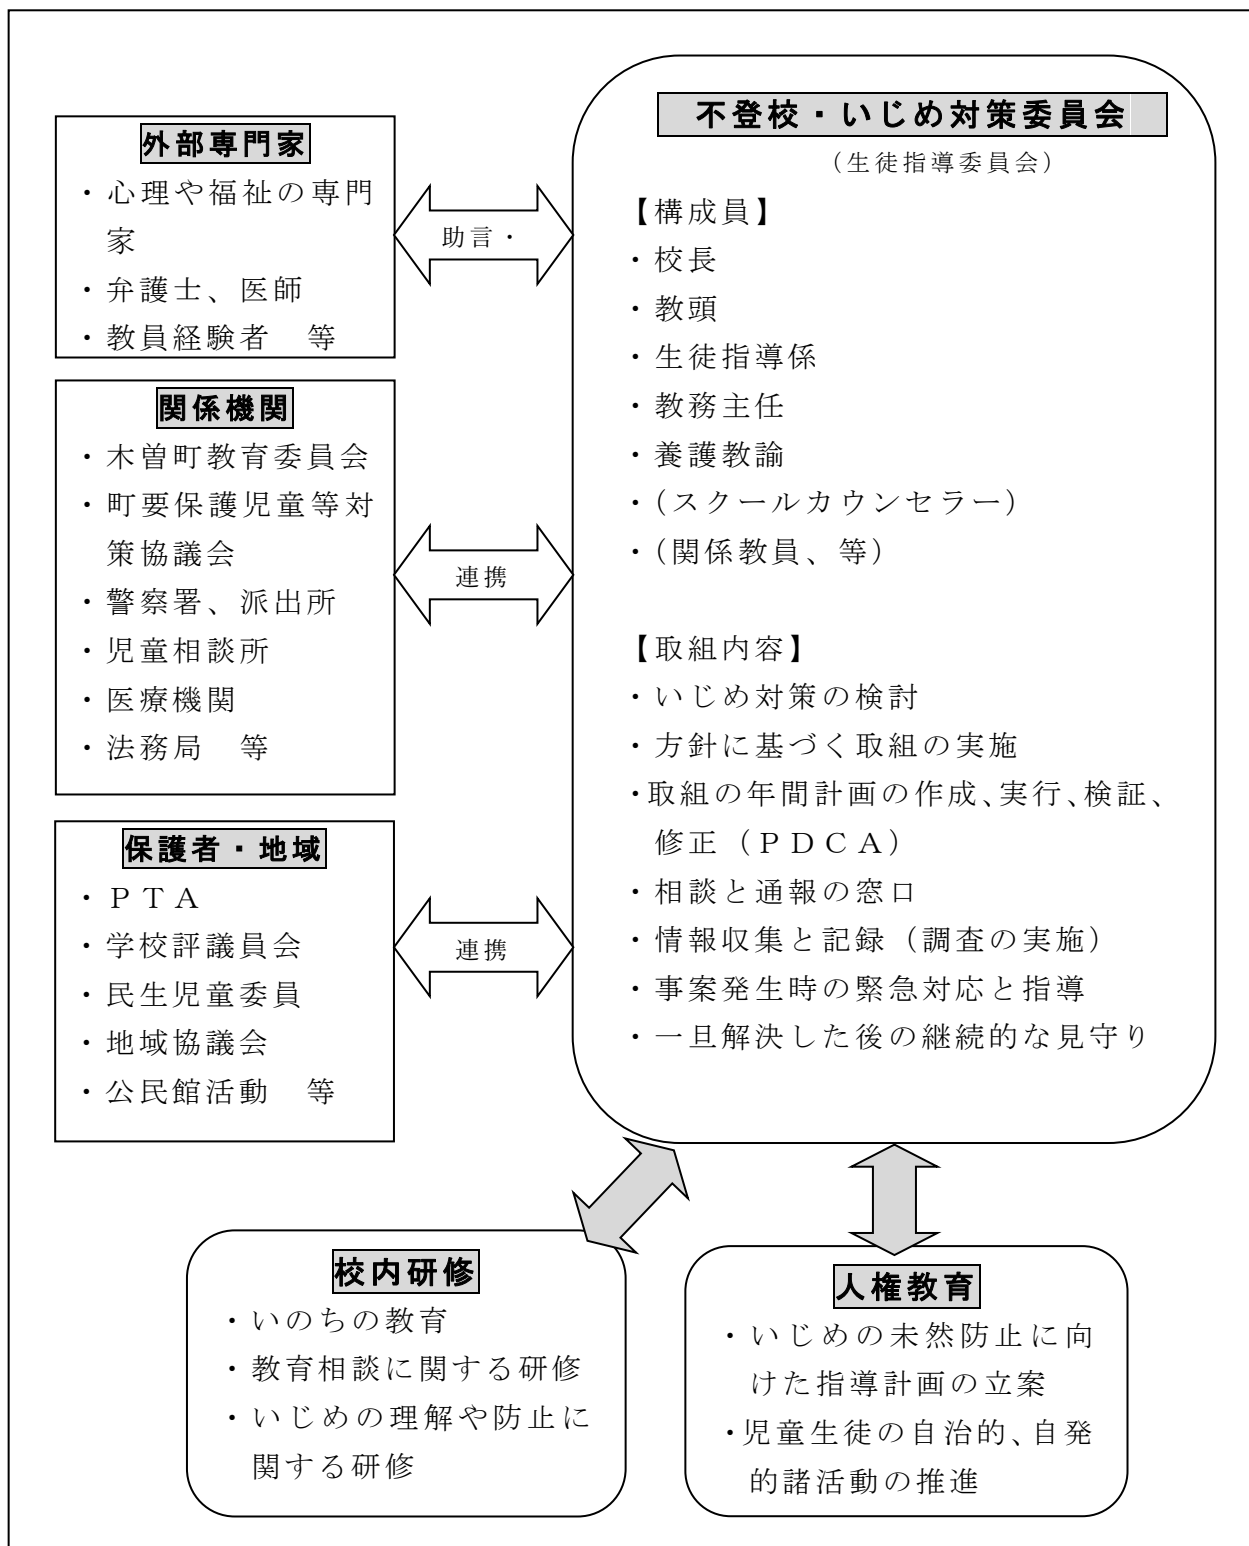 外部専門家
・心理や福祉の専門
家
・弁護士、医師
・教員経験者　等
助言・
関係機関
・木曽町教育委員会
・町要保護児童等対
策協議会
・警察署、派出所
・児童相談所
・医療機関
・法務局　等
連携
保護者・地域
・ＰＴＡ
・学校評議員会
・民生児童委員
・地域協議会
・公民館活動　等
連携
不登校・いじめ対策委員会
（生徒指導委員会）
【構成員】
・校長
・教頭
・生徒指導係
・教務主任
・養護教諭
・（スクールカウンセラー）
・（関係教員、等）
【取組内容】
・いじめ対策の検討
・方針に基づく取組の実施
・取組の年間計画の作成、実行、検証、
修正（ＰＤＣＡ）
・相談と通報の窓口
・情報収集と記録（調査の実施）
・事案発生時の緊急対応と指導
・一旦解決した後の継続的な見守り
校内研修
・いのちの教育
・教育相談に関する研修
・いじめの理解や防止に
関する研修
人権教育
・いじめの未然防止に向
けた指導計画の立案
・児童生徒の自治的、自発
的諸活動の推進